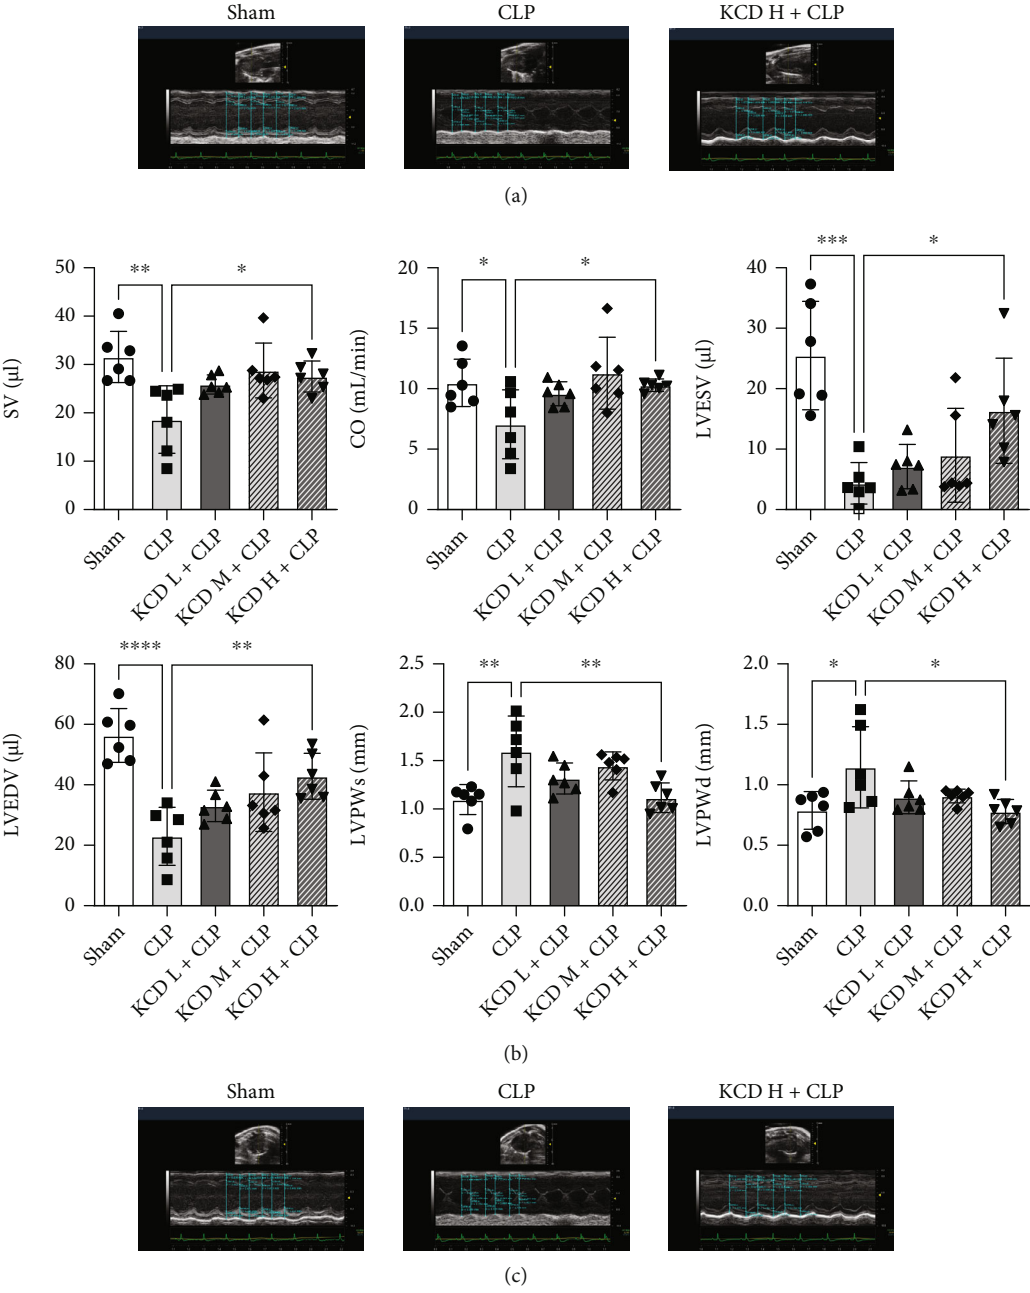 Sham CLP KCD H + CLP
(a)
** *
50
40
30
20
10
0
SV (μl)
Sham
CLP
KCD L + CLP
KCD M + CLP
KCD H + CLP
* *
20
15
10
5
0
CO (mL/min)
Sham
CLP
KCD L + CLP
KCD M + CLP
KCD H + CLP
*** *
40
30
20
10
0
LVESV (μl)
Sham
CLP
KCD L + CLP
KCD M + CLP
KCD H + CLP
**** **
80
60
40
20
0
LVEDV (μl)
Sham
CLP
KCD L + CLP
KCD M + CLP
KCD H + CLP
** **
2.5
2.0
1.5
1.0
0.5
0.0
LVPWs (mm)
Sham
CLP
KCD L + CLP
KCD M + CLP
KCD H + CLP
* *
2.0
1.5
1.0
0.5
0.0
LVPWd (mm)
Sham
CLP
KCD L + CLP
KCD M + CLP
KCD H + CLP
(b)
Sham CLP KCD H + CLP
(c)